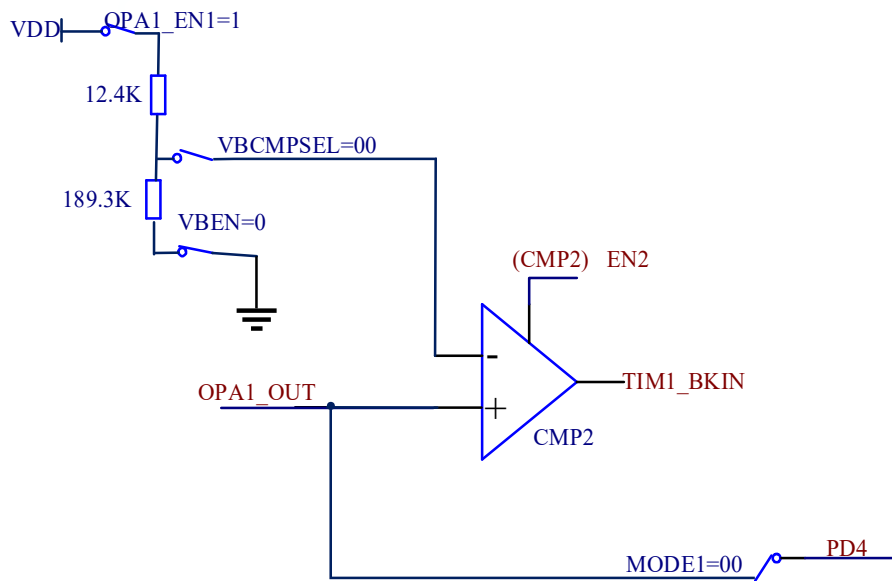 OPA1_EN1=1
VDD
12.4K
VBCMPSEL=00
189.3K
VBEN=0
(CMP2) EN2
-
OPA1_OUT
TIM1_BKIN
+
CMP2
PD4
MODE1=00